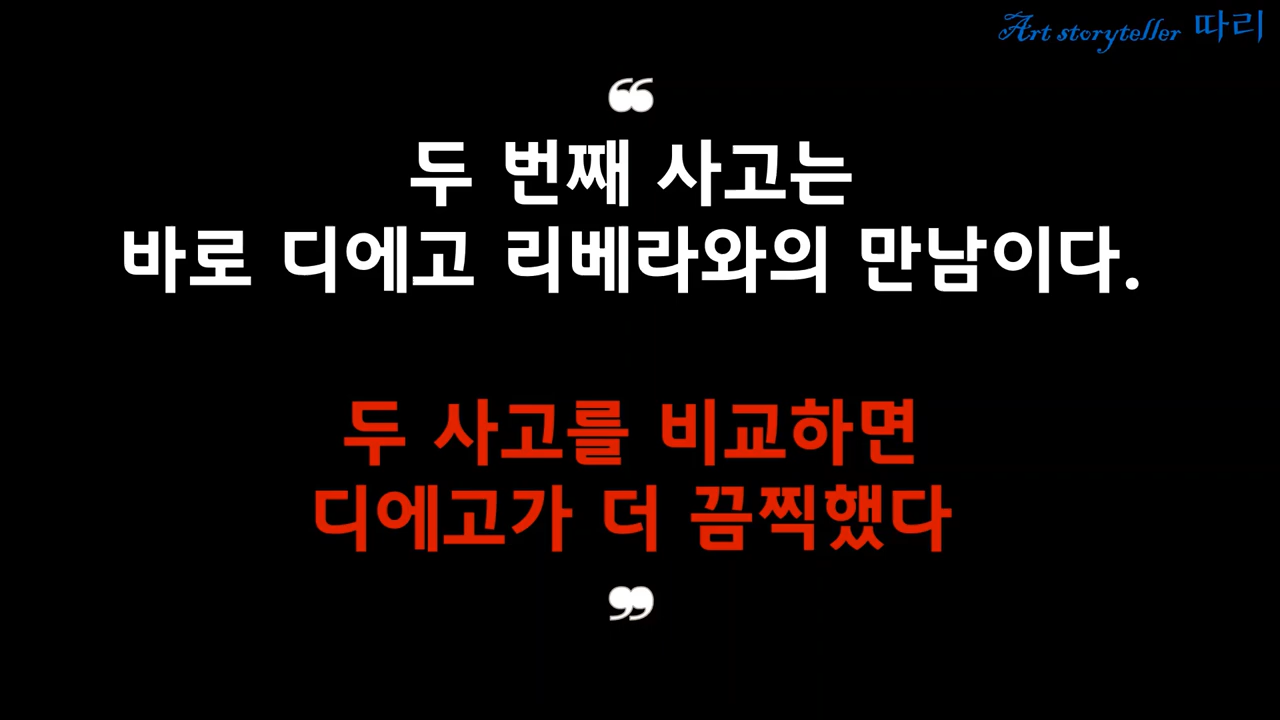 Art storyteller 따리
❝
두 번째 사고는
바로 디에고 리베라와의 만남이다.
두 사고를 비교하면
디에고가 더 끔찍했다
❞